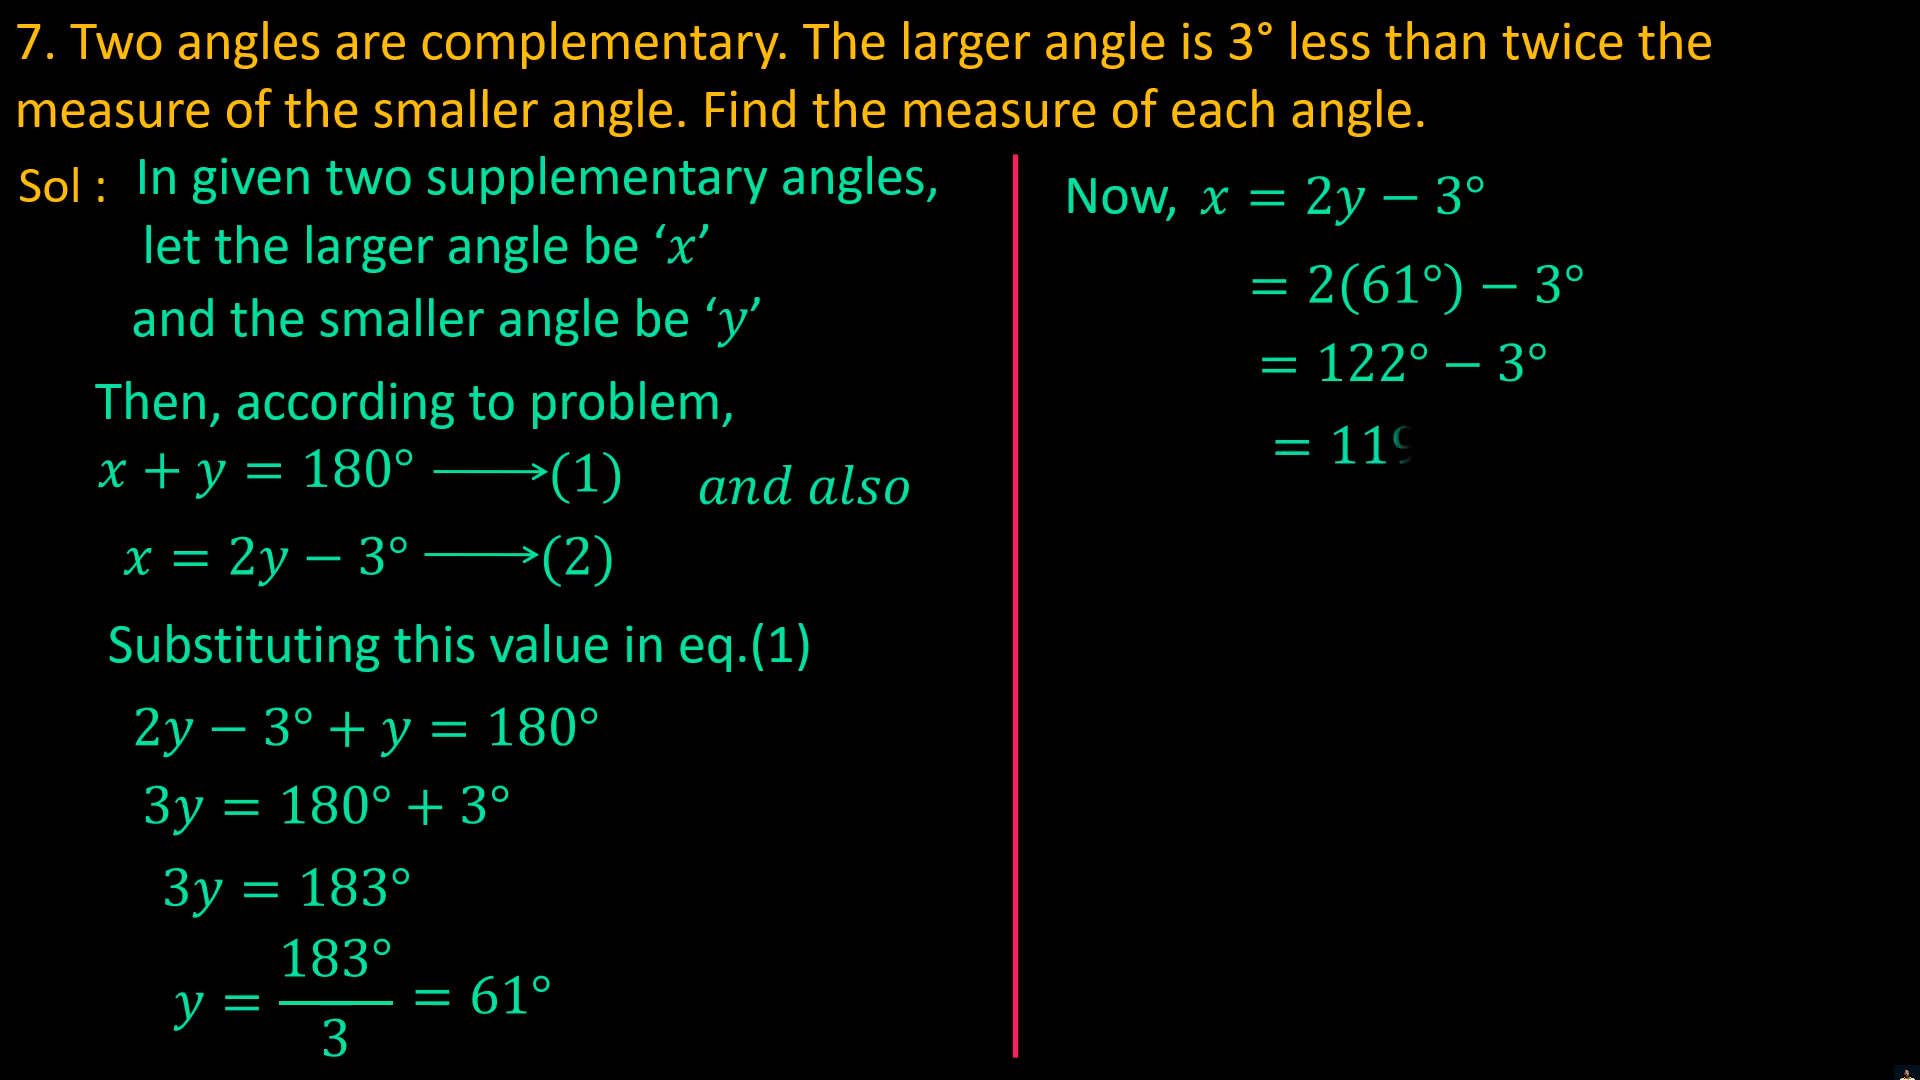 7. Two angles are complementary. The larger angle is 3° less than twice the
measure of the smaller angle. Find the measure of each angle.
Sol : In given two supplementary angles,
let the larger angle be ‘x’
and the smaller angle be ‘y’
Then, according to problem,
x + y = 180° ⟶(1) and also
x = 2y − 3° ⟶(2)
Substituting this value in eq.(1)
2y − 3° + y = 180°
3y = 180° + 3°
3y = 183°
y = 183°/3 = 61°
Now, x = 2y − 3°
= 2(61°) − 3°
= 122° − 3°
= 119